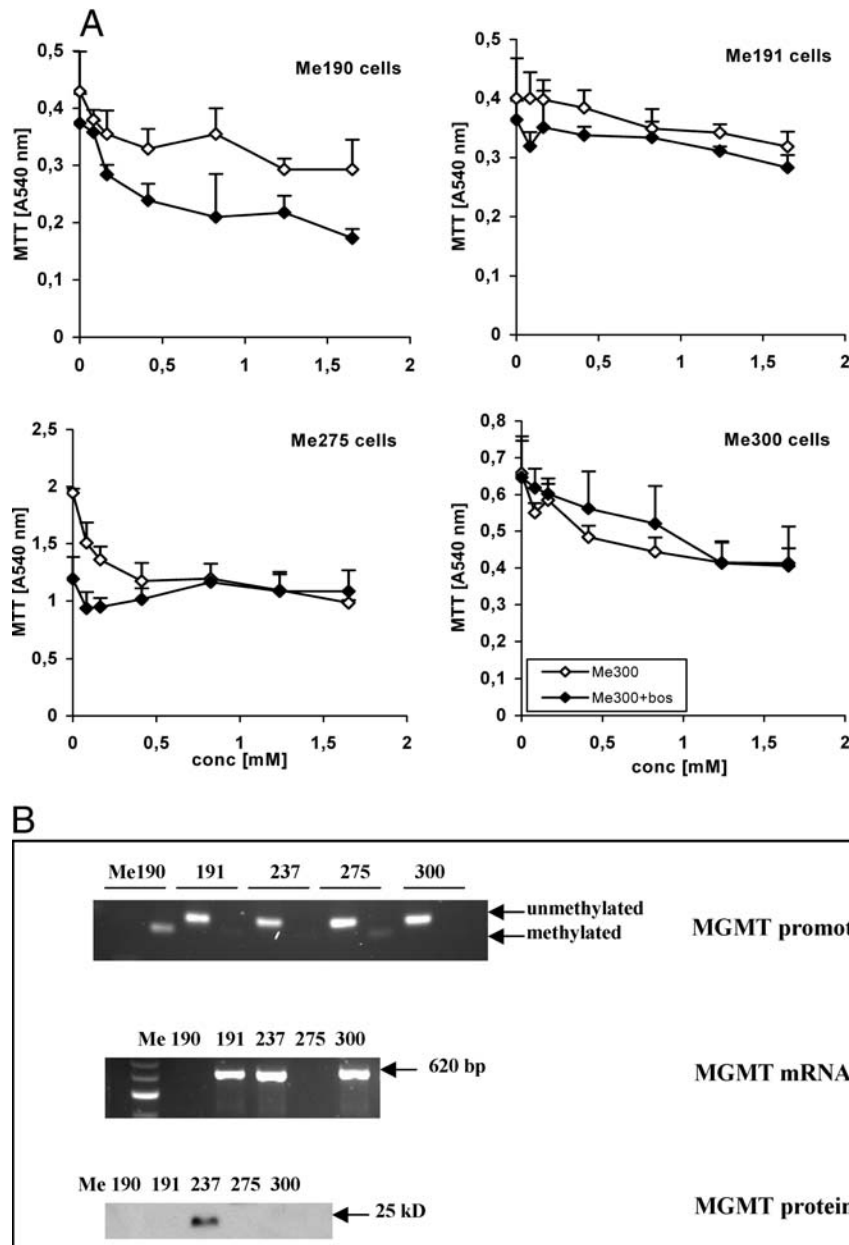 A
Me190 cells
MTT [A540 nm]
0,5
0,4
0,3
0,2
0,1
0
0 0,5 1 1,5 2
Me191 cells
MTT [A540 nm]
0,5
0,4
0,3
0,2
0,1
0
0 0,5 1 1,5 2
Me275 cells
MTT [A540 nm]
2,5
2
1,5
1
0,5
0
0 0,5 1 1,5 2
conc [mM]
Me300 cells
MTT [A540 nm]
0,8
0,7
0,6
0,5
0,4
0,3
0,2
0,1
0
Me300
Me300+bos
0 0,5 1 1,5 2
conc [mM]
B
Me190 191 237 275 300
unmethylated
methylated
MGMT promot
Me 190 191 237 275 300
620 bp
MGMT mRNA
Me 190 191 237 275 300
25 kD
MGMT protein